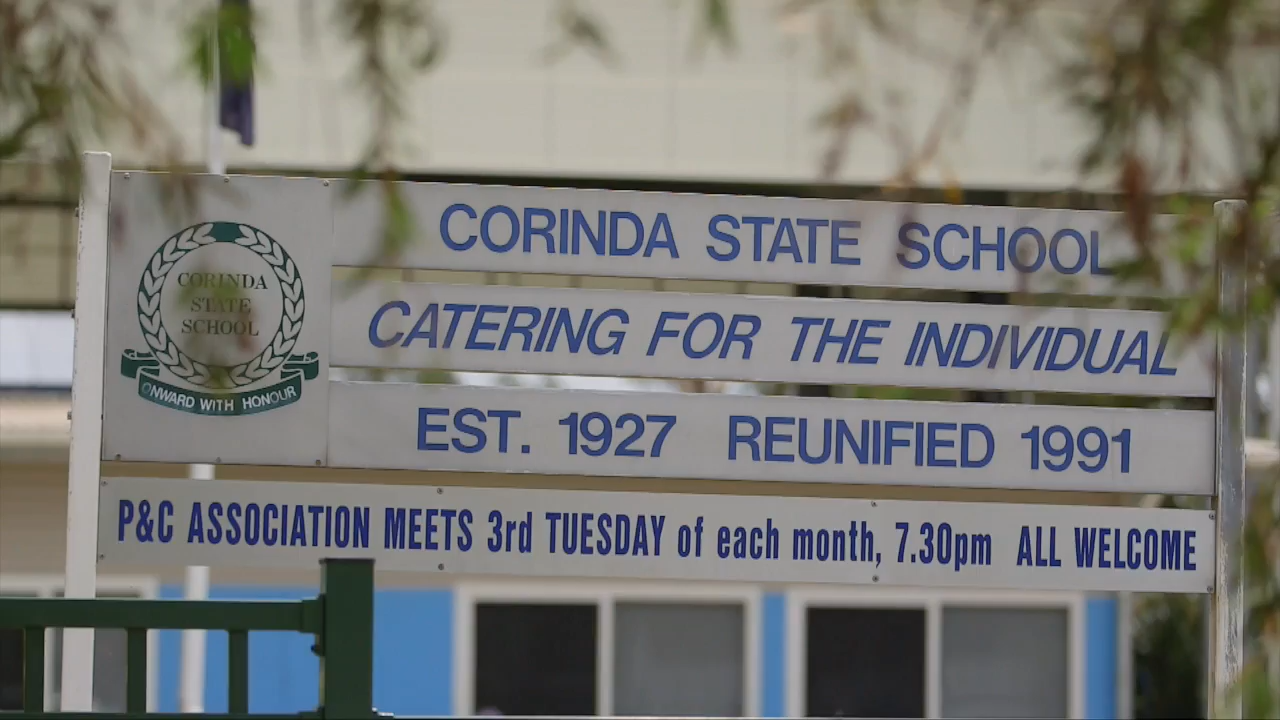 CORINDA
STATE
SCHOOL
ONWARD WITH HONOUR
CORINDA STATE SCHOOL
CATERING FOR THE INDIVIDUAL
EST. 1927 REUNIFIED 1991
P&C ASSOCIATION MEETS 3rd TUESDAY of each month, 7.30pm ALL WELCOME